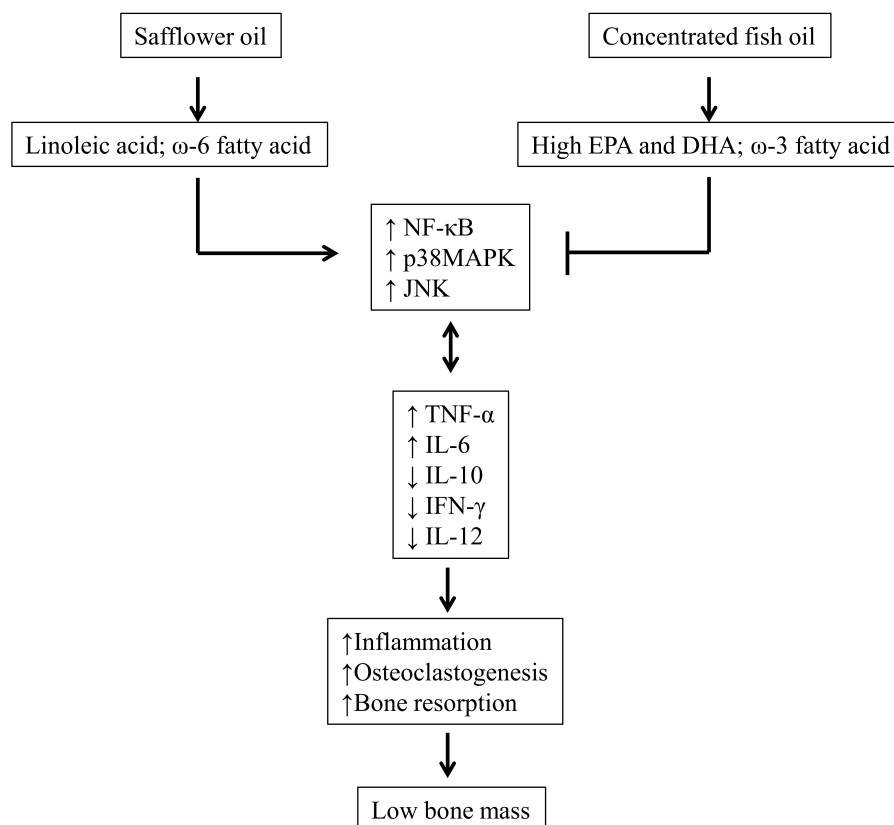 Safflower oil
Concentrated fish oil
Linoleic acid; ω-6 fatty acid
High EPA and DHA; ω-3 fatty acid
↑ NF-κB
↑ p38MAPK
↑ JNK
↑ TNF-α
↑ IL-6
↓ IL-10
↓ IFN-γ
↓ IL-12
↑Inflammation
↑Osteoclastogenesis
↑Bone resorption
Low bone mass